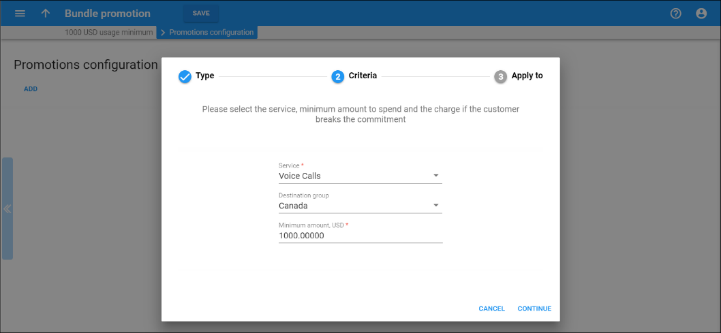 Bundle promotion
SAVE
1000 USD usage minimum
Promotions configuration
Promotions configuration
ADD
Type
2
Criteria
3
Apply to
Please select the service, minimum amount to spend and the charge if the customer
breaks the commitment
Service *
Voice Calls
Destination group
Canada
Minimum amount, USD *
1000.00000
CANCEL
CONTINUE